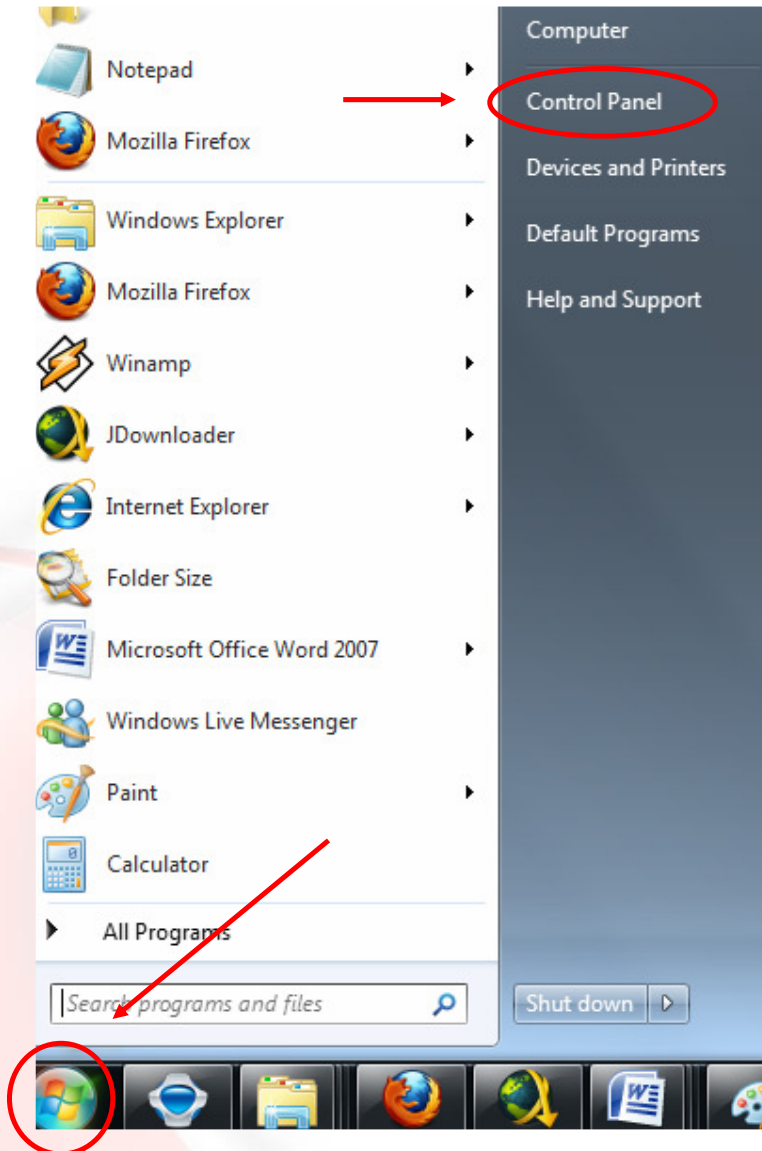 Notepad
Mozilla Firefox
Windows Explorer
Mozilla Firefox
Winamp
JDownloader
Internet Explorer
Folder Size
Microsoft Office Word 2007
Windows Live Messenger
Paint
Calculator
All Programs
Search programs and files
Computer
Control Panel
Devices and Printers
Default Programs
Help and Support
Shut down